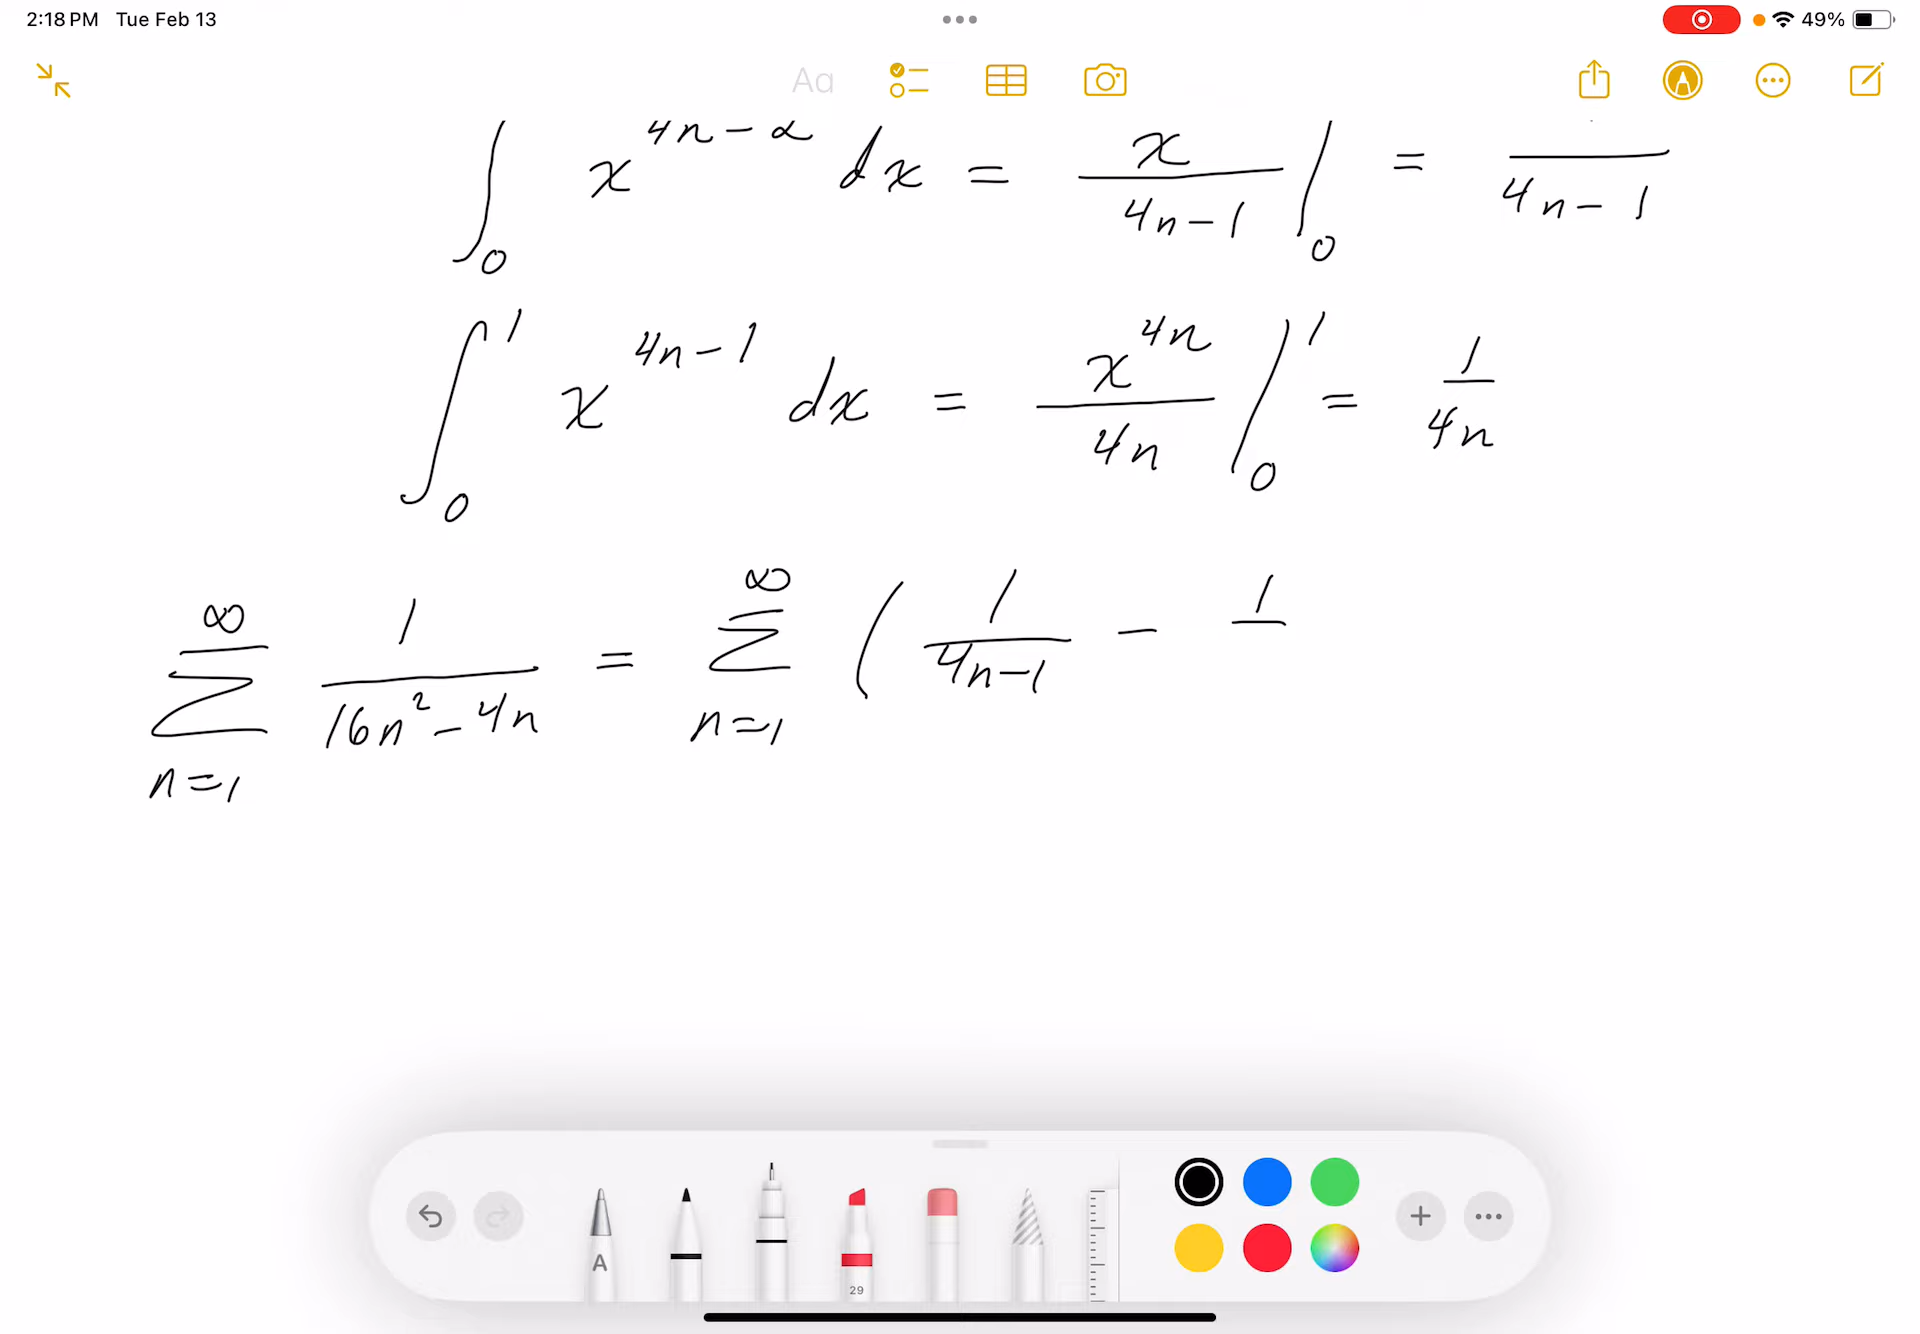 2:18 PM Tue Feb 13 49%
Aa
∫₀ x^{4n-2} dx = x/(4n-1) |₀ = /(4n-1)
∫₀¹ x^{4n-1} dx = x^{4n}/(4n) |₀¹ = 1/(4n)
∑_{n=1}^{∞} 1/(16n²-4n) = ∑_{n=1}^{∞} ( 1/(4n-1) - 1/
A
29